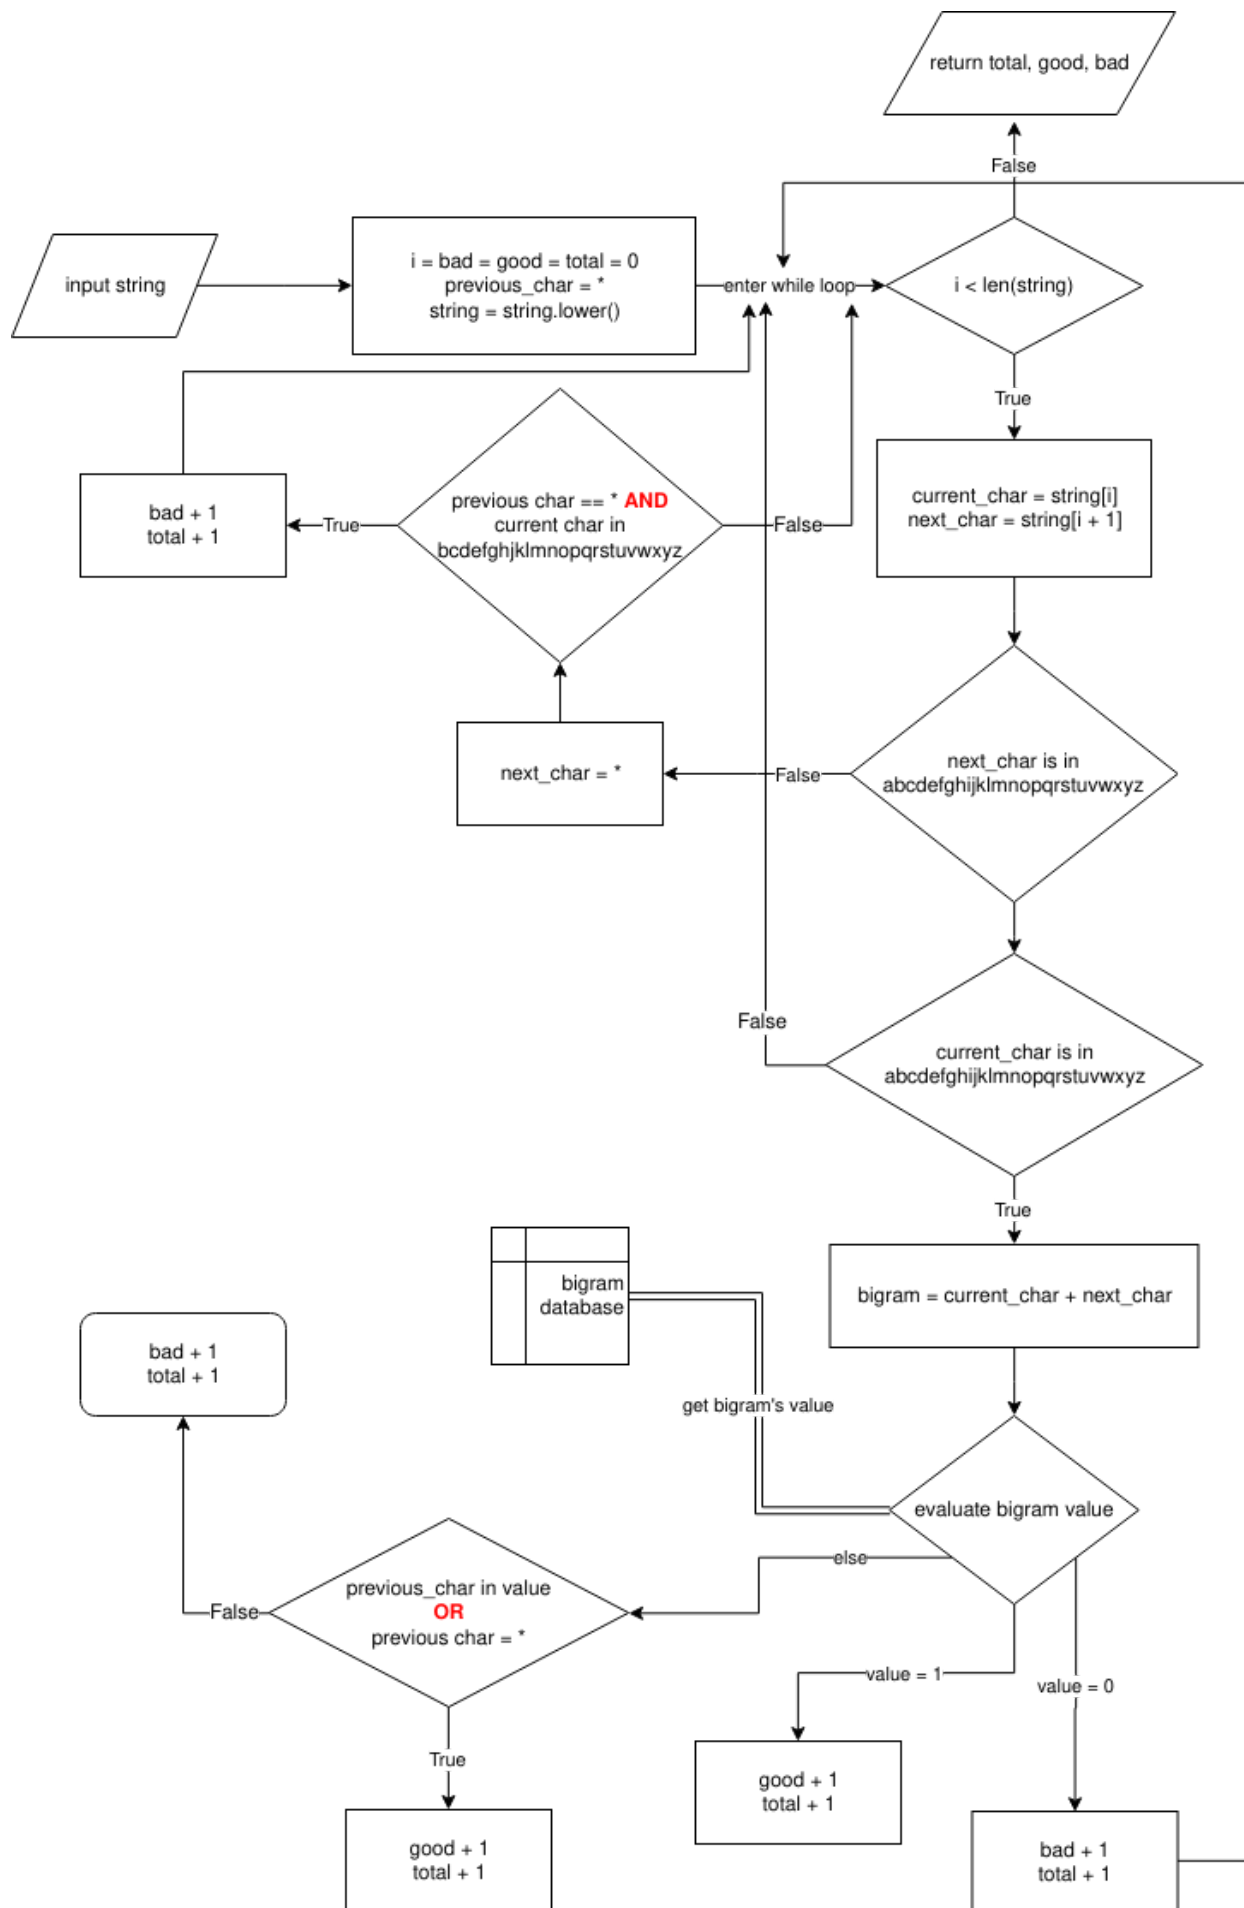 return total, good, bad
False
input string
i = bad = good = total = 0
previous_char = *
string = string.lower()
enter while loop
i < len(string)
True
bad + 1
total + 1
True
previous char == * AND
current char in
bcdefghjklmnopqrstuvwxyz
False
current_char = string[i]
next_char = string[i + 1]
next_char = *
False
next_char is in
abcdefghijklmnopqrstuvwxyz
False
current_char is in
abcdefghijklmnopqrstuvwxyz
True
bigram
database
bigram = current_char + next_char
bad + 1
total + 1
get bigram's value
evaluate bigram value
else
previous_char in value
OR
previous char = *
False
value = 1
value = 0
True
good + 1
total + 1
good + 1
total + 1
bad + 1
total + 1